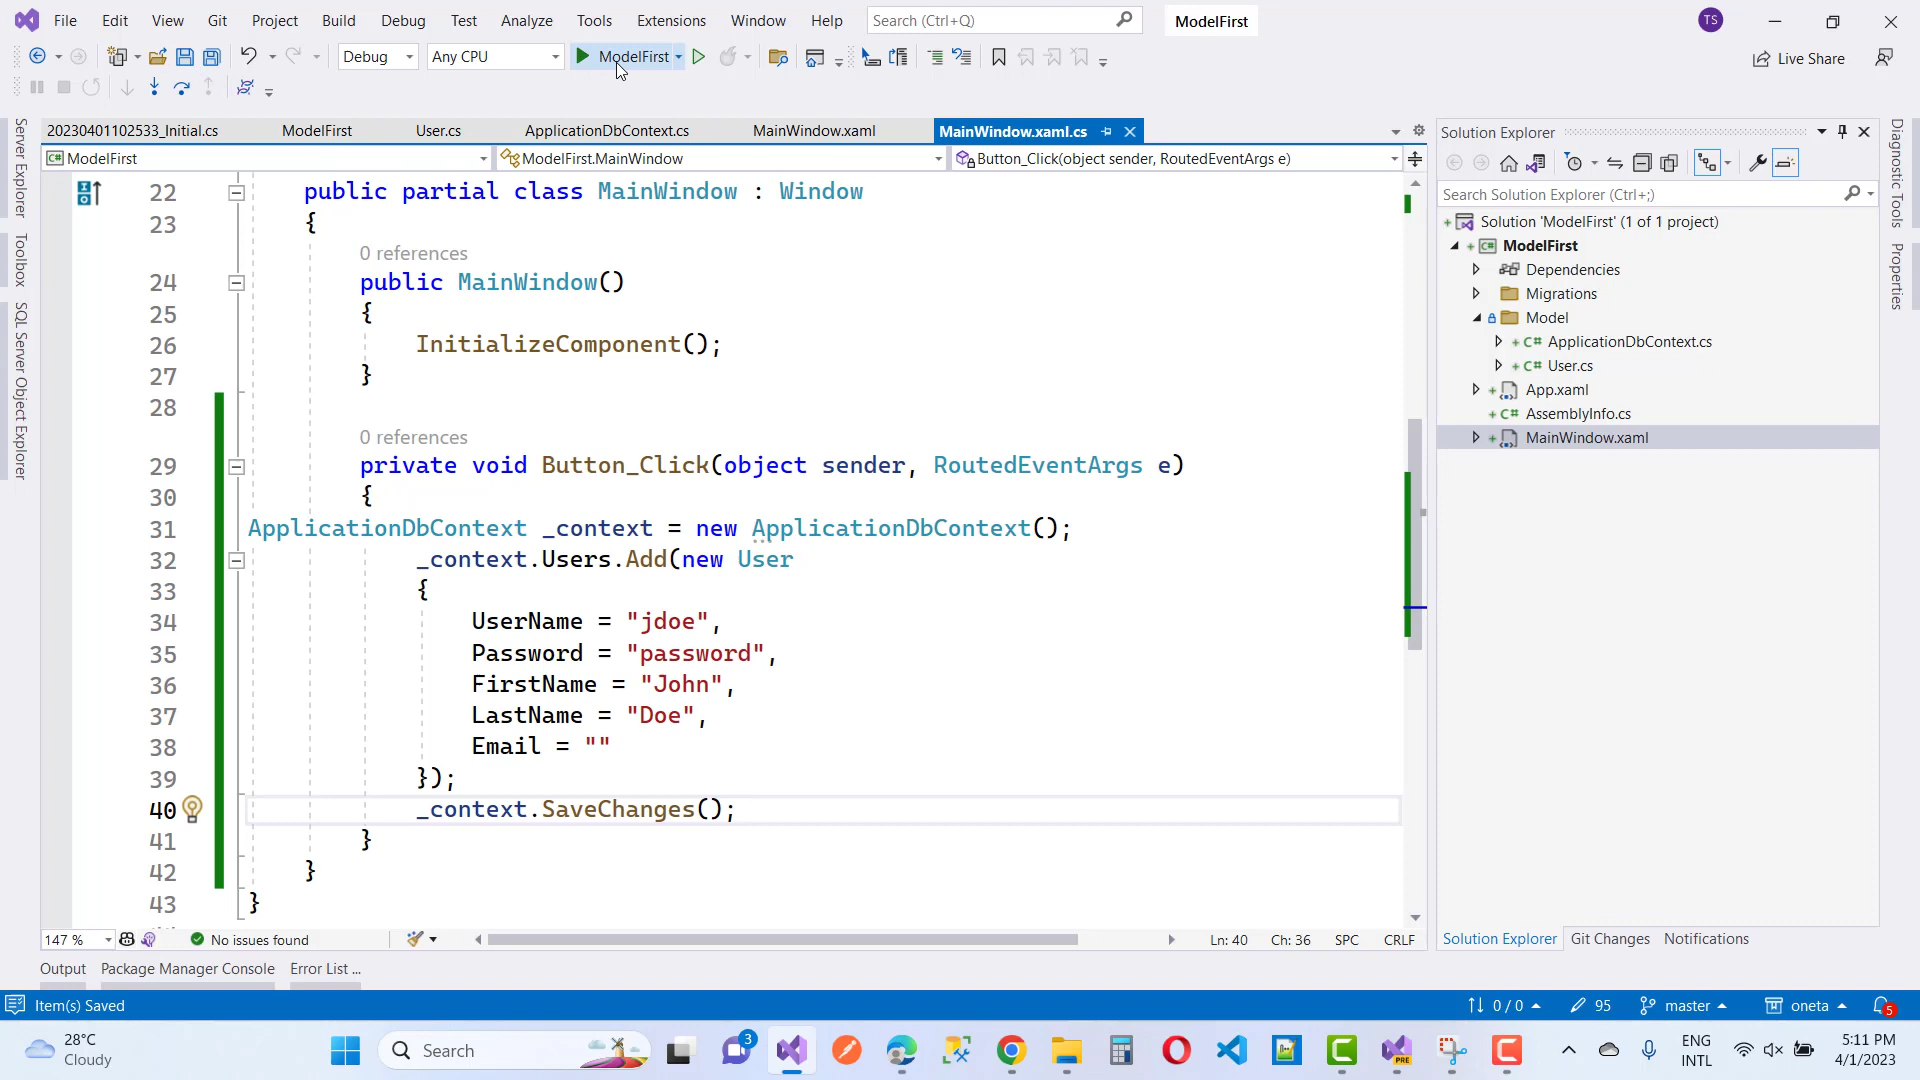 File Edit View Git Project Build Debug Test Analyze Tools Extensions Window Help Search (Ctrl+Q) ModelFirst TS
Debug Any CPU ModelFirst Live Share
20230401102533_Initial.cs ModelFirst User.cs ApplicationDbContext.cs MainWindow.xaml MainWindow.xaml.cs
ModelFirst ModelFirst.MainWindow Button_Click(object sender, RoutedEventArgs e)
22 public partial class MainWindow : Window
23 {
0 references
24 public MainWindow()
25 {
26 InitializeComponent();
27 }
28
0 references
29 private void Button_Click(object sender, RoutedEventArgs e)
30 {
31 ApplicationDbContext _context = new ApplicationDbContext();
32 _context.Users.Add(new User
33 {
34 UserName = "jdoe",
35 Password = "password",
36 FirstName = "John",
37 LastName = "Doe",
38 Email = ""
39 });
40 _context.SaveChanges();
41 }
42 }
43 }
147 % No issues found Ln: 40 Ch: 36 SPC CRLF
Server Explorer
Toolbox
SQL Server Object Explorer
Solution Explorer
Search Solution Explorer (Ctrl+;)
Solution 'ModelFirst' (1 of 1 project)
ModelFirst
Dependencies
Migrations
Model
C# ApplicationDbContext.cs
C# User.cs
App.xaml
C# AssemblyInfo.cs
MainWindow.xaml
Solution Explorer Git Changes Notifications
Diagnostic Tools
Properties
Output Package Manager Console Error List ...
Item(s) Saved 0 / 0 95 master oneta 5
28°C
Cloudy
Search 3 PRE
ENG
INTL
5:11 PM
4/1/2023